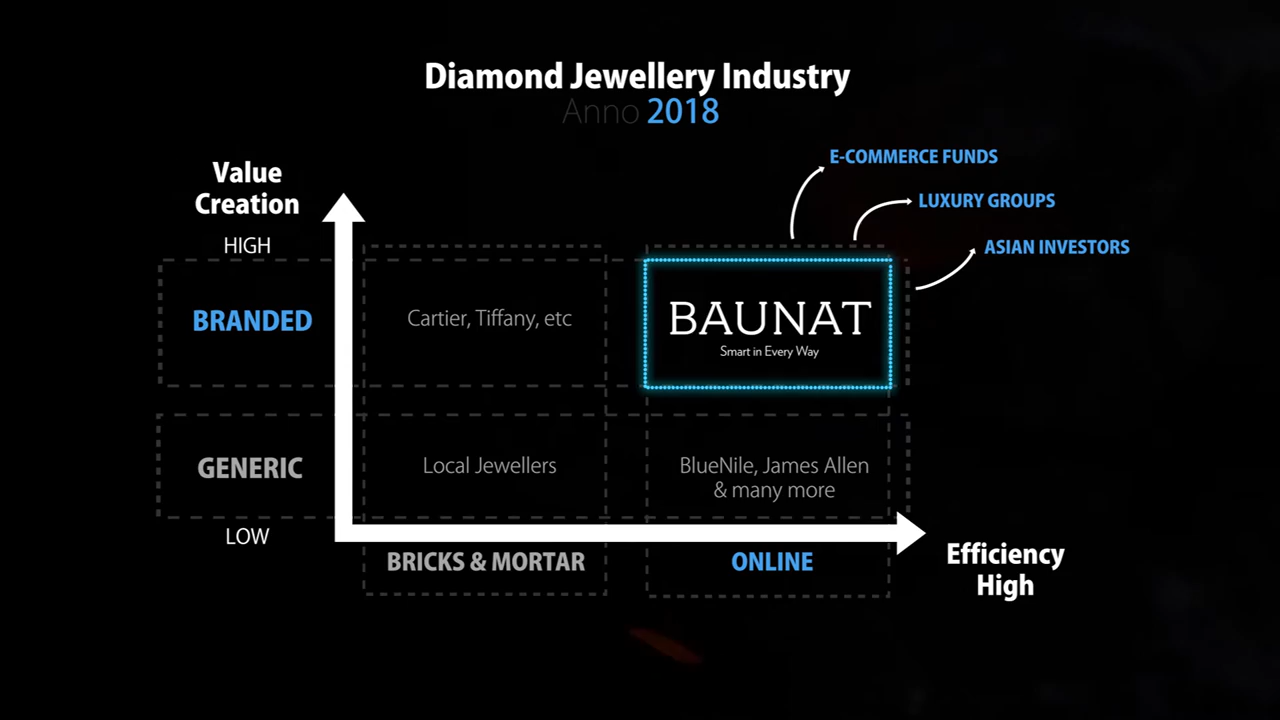 Diamond Jewellery Industry
Anno 2018
E-COMMERCE FUNDS
Value
Creation
LUXURY GROUPS
HIGH
ASIAN INVESTORS
BRANDED
Cartier, Tiffany, etc
BAUNAT
Smart in Every Way
GENERIC
Local Jewellers
BlueNile, James Allen
& many more
LOW
BRICKS & MORTAR
ONLINE
Efficiency
High